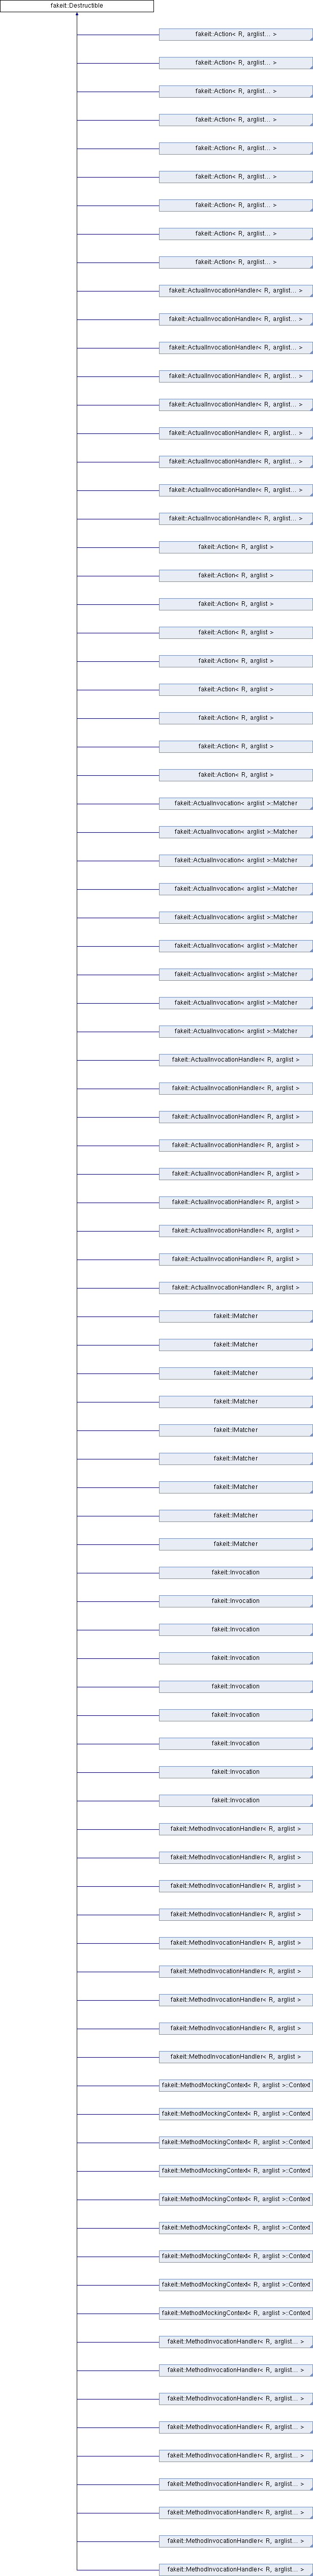 fakeit::Destructible
fakeit::Action< R, arglist... >
fakeit::Action< R, arglist... >
fakeit::Action< R, arglist... >
fakeit::Action< R, arglist... >
fakeit::Action< R, arglist... >
fakeit::Action< R, arglist... >
fakeit::Action< R, arglist... >
fakeit::Action< R, arglist... >
fakeit::Action< R, arglist... >
fakeit::ActualInvocationHandler< R, arglist... >
fakeit::ActualInvocationHandler< R, arglist... >
fakeit::ActualInvocationHandler< R, arglist... >
fakeit::ActualInvocationHandler< R, arglist... >
fakeit::ActualInvocationHandler< R, arglist... >
fakeit::ActualInvocationHandler< R, arglist... >
fakeit::ActualInvocationHandler< R, arglist... >
fakeit::ActualInvocationHandler< R, arglist... >
fakeit::ActualInvocationHandler< R, arglist... >
fakeit::Action< R, arglist >
fakeit::Action< R, arglist >
fakeit::Action< R, arglist >
fakeit::Action< R, arglist >
fakeit::Action< R, arglist >
fakeit::Action< R, arglist >
fakeit::Action< R, arglist >
fakeit::Action< R, arglist >
fakeit::Action< R, arglist >
fakeit::ActualInvocation< arglist >::Matcher
fakeit::ActualInvocation< arglist >::Matcher
fakeit::ActualInvocation< arglist >::Matcher
fakeit::ActualInvocation< arglist >::Matcher
fakeit::ActualInvocation< arglist >::Matcher
fakeit::ActualInvocation< arglist >::Matcher
fakeit::ActualInvocation< arglist >::Matcher
fakeit::ActualInvocation< arglist >::Matcher
fakeit::ActualInvocation< arglist >::Matcher
fakeit::ActualInvocationHandler< R, arglist >
fakeit::ActualInvocationHandler< R, arglist >
fakeit::ActualInvocationHandler< R, arglist >
fakeit::ActualInvocationHandler< R, arglist >
fakeit::ActualInvocationHandler< R, arglist >
fakeit::ActualInvocationHandler< R, arglist >
fakeit::ActualInvocationHandler< R, arglist >
fakeit::ActualInvocationHandler< R, arglist >
fakeit::ActualInvocationHandler< R, arglist >
fakeit::IMatcher
fakeit::IMatcher
fakeit::IMatcher
fakeit::IMatcher
fakeit::IMatcher
fakeit::IMatcher
fakeit::IMatcher
fakeit::IMatcher
fakeit::IMatcher
fakeit::Invocation
fakeit::Invocation
fakeit::Invocation
fakeit::Invocation
fakeit::Invocation
fakeit::Invocation
fakeit::Invocation
fakeit::Invocation
fakeit::Invocation
fakeit::MethodInvocationHandler< R, arglist >
fakeit::MethodInvocationHandler< R, arglist >
fakeit::MethodInvocationHandler< R, arglist >
fakeit::MethodInvocationHandler< R, arglist >
fakeit::MethodInvocationHandler< R, arglist >
fakeit::MethodInvocationHandler< R, arglist >
fakeit::MethodInvocationHandler< R, arglist >
fakeit::MethodInvocationHandler< R, arglist >
fakeit::MethodInvocationHandler< R, arglist >
fakeit::MethodMockingContext< R, arglist >::Context
fakeit::MethodMockingContext< R, arglist >::Context
fakeit::MethodMockingContext< R, arglist >::Context
fakeit::MethodMockingContext< R, arglist >::Context
fakeit::MethodMockingContext< R, arglist >::Context
fakeit::MethodMockingContext< R, arglist >::Context
fakeit::MethodMockingContext< R, arglist >::Context
fakeit::MethodMockingContext< R, arglist >::Context
fakeit::MethodMockingContext< R, arglist >::Context
fakeit::MethodInvocationHandler< R, arglist... >
fakeit::MethodInvocationHandler< R, arglist... >
fakeit::MethodInvocationHandler< R, arglist... >
fakeit::MethodInvocationHandler< R, arglist... >
fakeit::MethodInvocationHandler< R, arglist... >
fakeit::MethodInvocationHandler< R, arglist... >
fakeit::MethodInvocationHandler< R, arglist... >
fakeit::MethodInvocationHandler< R, arglist... >
fakeit::MethodInvocationHandler< R, arglist... >